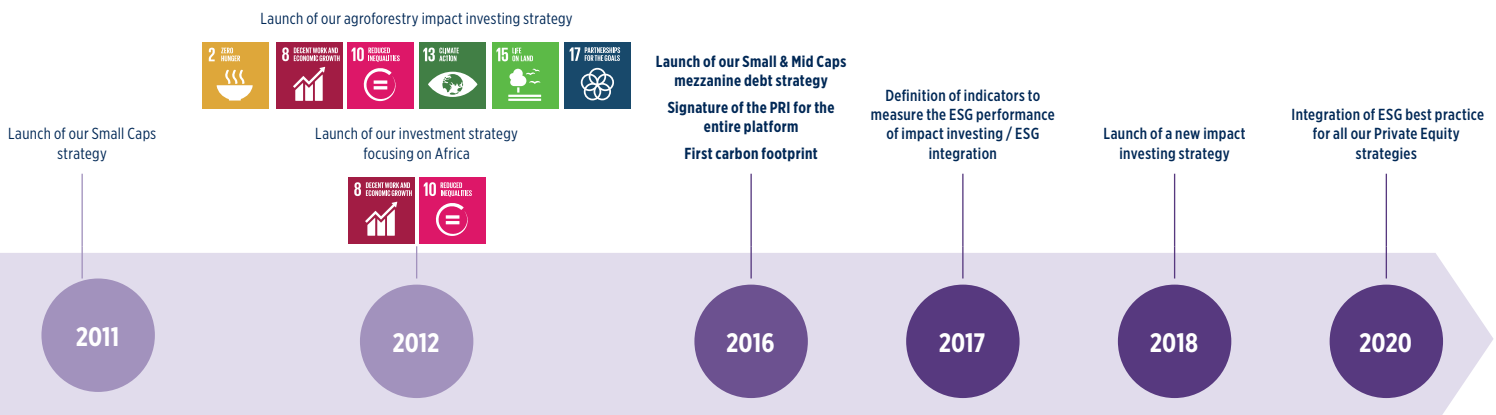 Launch of our agroforestry impact investing strategy
2 ZERO
HUNGER
8 DECENT WORK AND
ECONOMIC GROWTH
10 REDUCED
INEQUALITIES
13 CLIMATE
ACTION
15 LIFE
ON LAND
17 PARTNERSHIPS
FOR THE GOALS
Launch of our Small Caps
strategy
Launch of our investment strategy
focusing on Africa
8 DECENT WORK AND
ECONOMIC GROWTH
10 REDUCED
INEQUALITIES
Launch of our Small & Mid Caps
mezzanine debt strategy
Signature of the PRI for the
entire platform
First carbon footprint
Definition of indicators to
measure the ESG performance
of impact investing / ESG
integration
Launch of a new impact
investing strategy
Integration of ESG best practice
for all our Private Equity
strategies
2011
2012
2016
2017
2018
2020